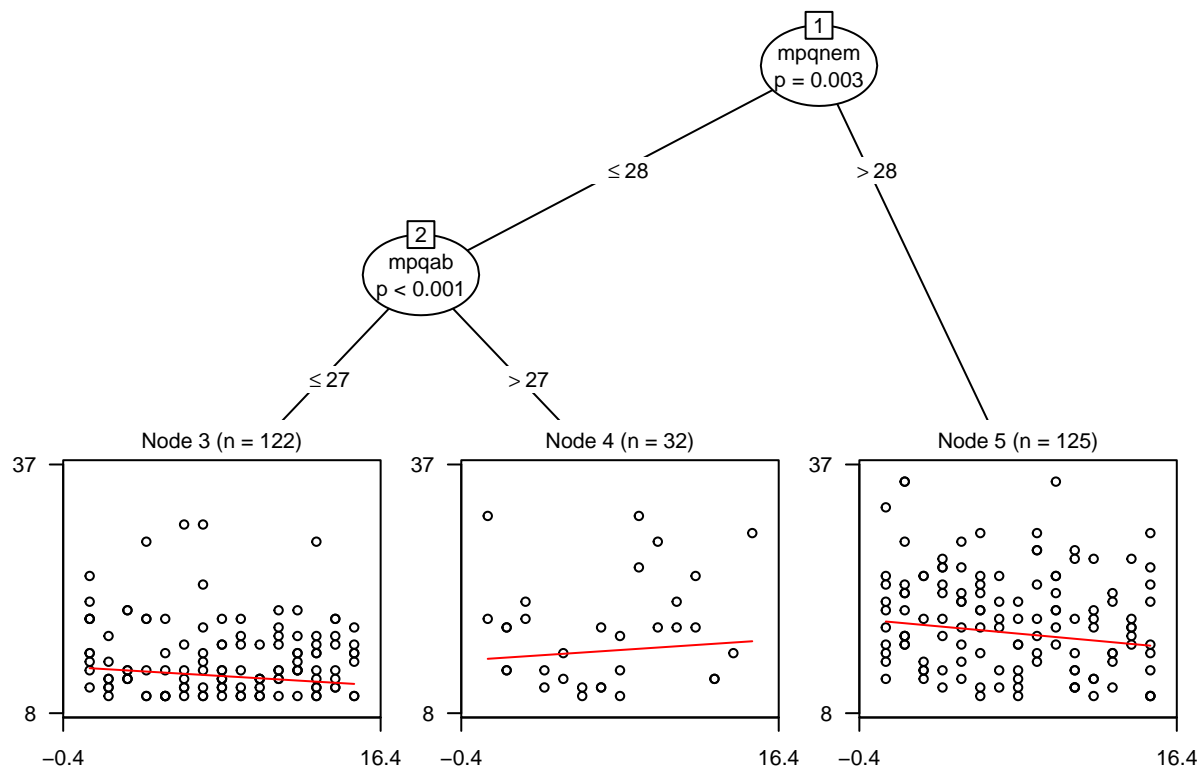 1
mpqnem
p = 0.003
≤ 28
> 28
2
mpqab
p < 0.001
≤ 27
> 27
Node 3 (n = 122)
Node 4 (n = 32)
Node 5 (n = 125)
37
37
37
8
8
8
−0.4
16.4
−0.4
16.4
−0.4
16.4